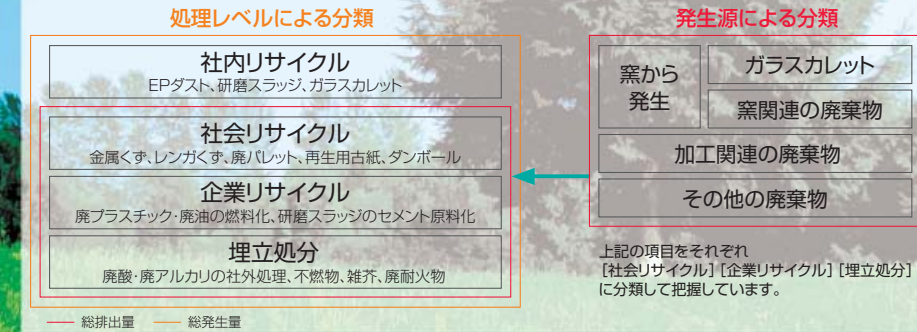 処理レベルによる分類
社内リサイクル
EPダスト、研磨スラッジ、ガラスカレット
社会リサイクル
金属くず、レンガくず、廃パレット、再生用古紙、ダンボール
企業リサイクル
廃プラスチック・廃油の燃料化、研磨スラッジのセメント原料化
埋立処分
廃酸・廃アルカリの社外処理、不燃物、雑芥、廃耐火物
総排出量 総発生量
発生源による分類
窯から
発生
ガラスカレット
窯関連の廃棄物
加工関連の廃棄物
その他の廃棄物
上記の項目をそれぞれ
[社会リサイクル][企業リサイクル][埋立処分]
に分類して把握しています。